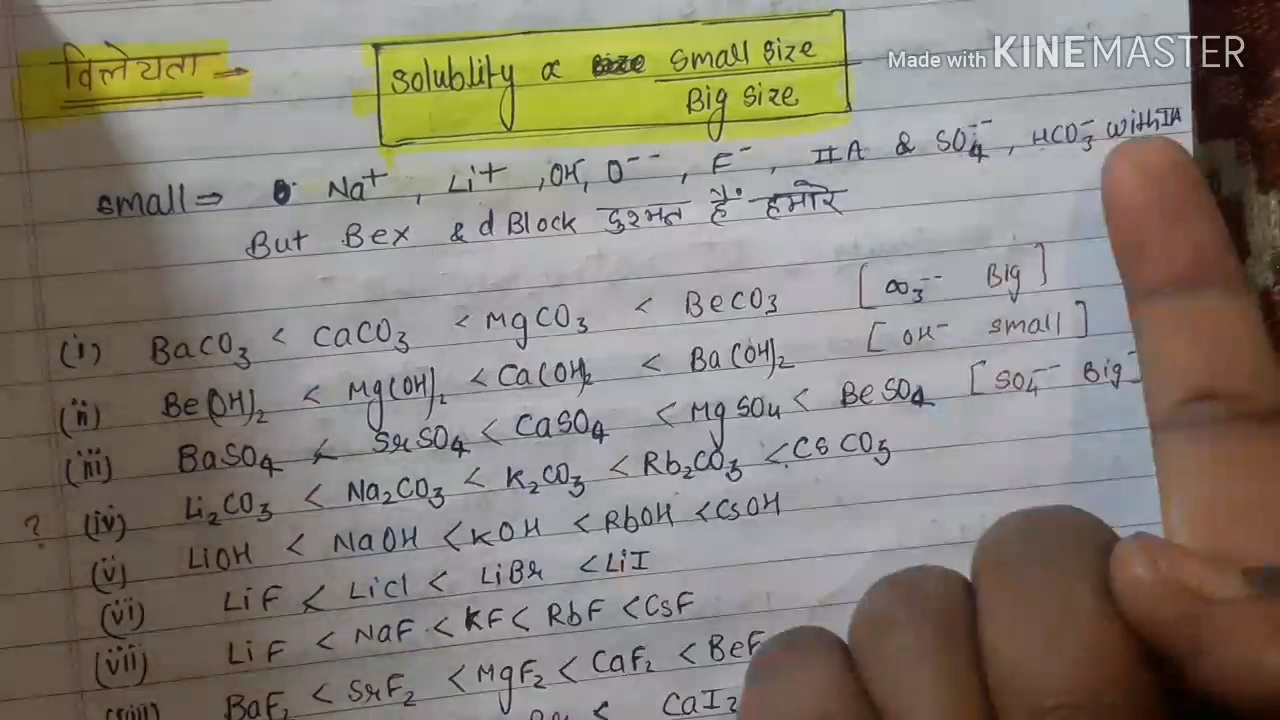 Made with KINEMASTER
विलेयता →
Solublity ∝ small size / Big size
small ⇒ Na⁺, Li⁺, OH⁻, O⁻⁻, F⁻, IIA & SO₄⁻⁻, HCO₃⁻ with IA
But Bex & d Block दुश्मत है हमारे
(i) BaCO₃ < CaCO₃ < MgCO₃ < BeCO₃ [CO₃⁻⁻ Big]
(ii) Be(OH)₂ < Mg(OH)₂ < Ca(OH)₂ < Ba(OH)₂ [OH⁻ small]
(iii) BaSO₄ < SrSO₄ < CaSO₄ < MgSO₄ < BeSO₄ [SO₄⁻⁻ Big]
? (iv) Li₂CO₃ < Na₂CO₃ < K₂CO₃ < Rb₂CO₃ < CsCO₃
(v) LiOH < NaOH < KOH < RbOH < CsOH
(vi) LiF < LiCl < LiBr < LiI
(vii) LiF < NaF < KF < RbF < CsF
(viii) BaF₂ < SrF₂ < MgF₂ < CaF₂ < BeF
< CaI₂